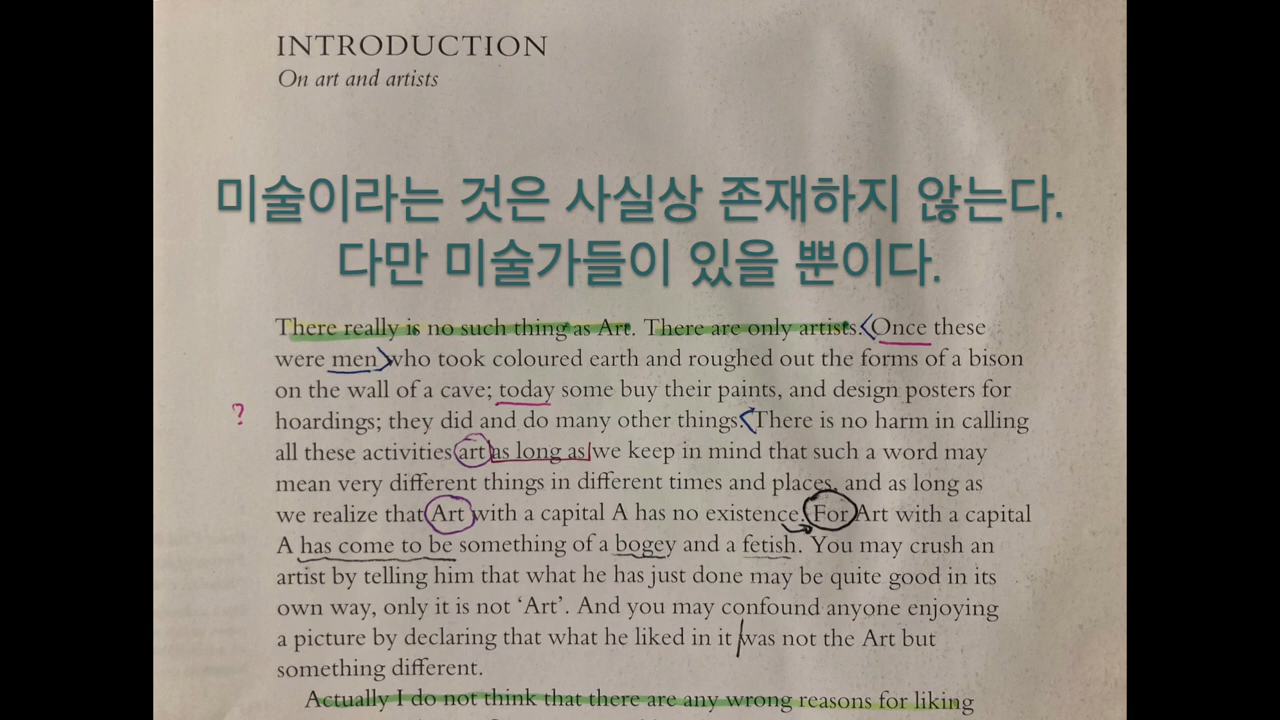 INTRODUCTION
On art and artists
미술이라는 것은 사실상 존재하지 않는다.
다만 미술가들이 있을 뿐이다.
There really is no such thing as Art. There are only artists. Once these
were men who took coloured earth and roughed out the forms of a bison
on the wall of a cave; today some buy their paints, and design posters for
?
hoardings; they did and do many other things. There is no harm in calling
all these activities art as long as we keep in mind that such a word may
mean very different things in different times and places, and as long as
we realize that Art with a capital A has no existence. For Art with a capital
A has come to be something of a bogey and a fetish. You may crush an
artist by telling him that what he has just done may be quite good in its
own way, only it is not ‘Art’. And you may confound anyone enjoying
a picture by declaring that what he liked in it was not the Art but
something different.
Actually I do not think that there are any wrong reasons for liking